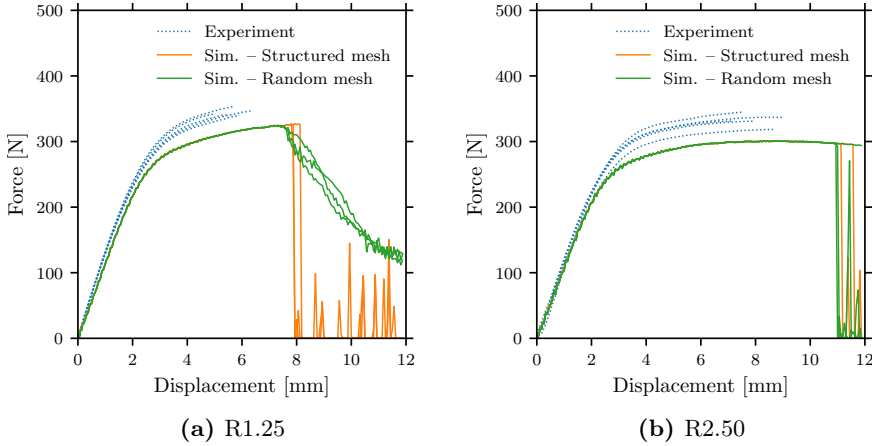 500
400
300
200
100
0
Force [N]
Experiment
Sim. – Structured mesh
Sim. – Random mesh
0 2 4 6 8 10 12
Displacement [mm]
(a) R1.25
500
400
300
200
100
0
Force [N]
Experiment
Sim. – Structured mesh
Sim. – Random mesh
0 2 4 6 8 10 12
Displacement [mm]
(b) R2.50